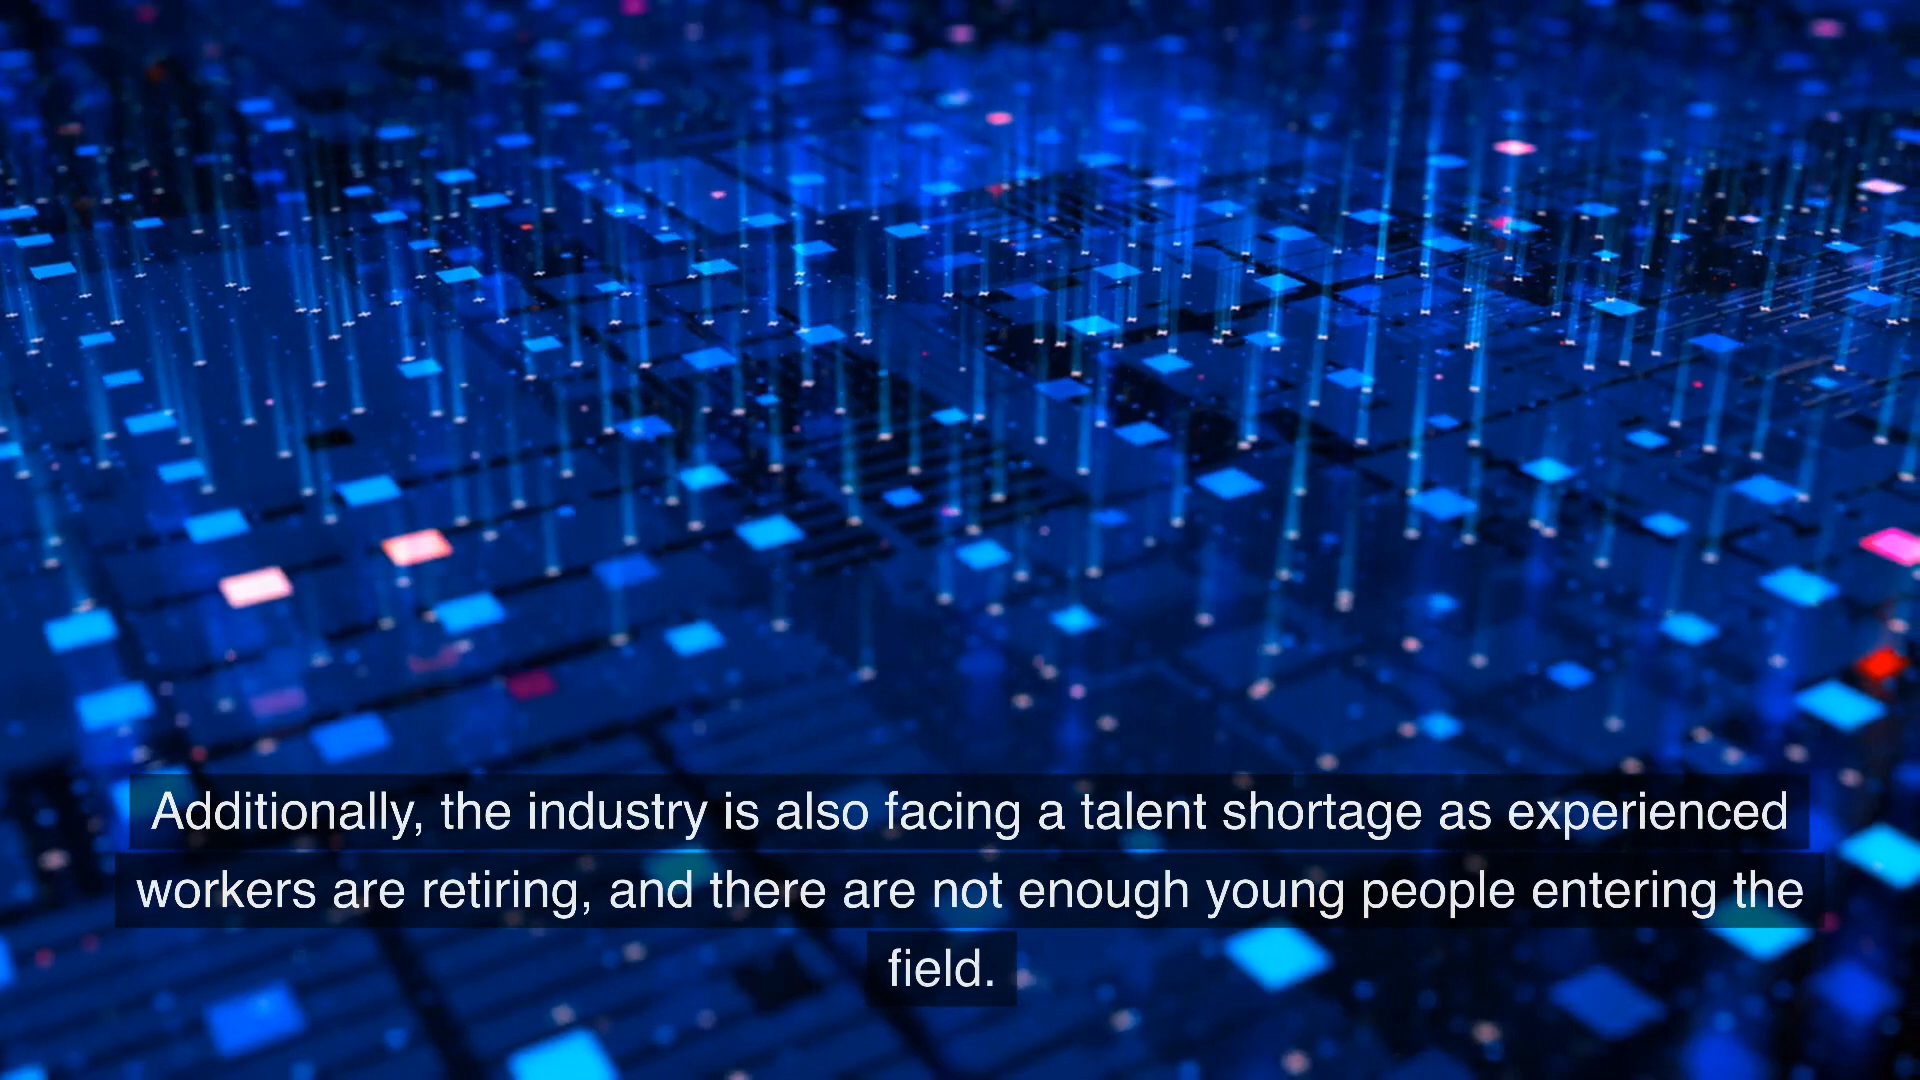 Additionally, the industry is also facing a talent shortage as experienced
workers are retiring, and there are not enough young people entering the
field.